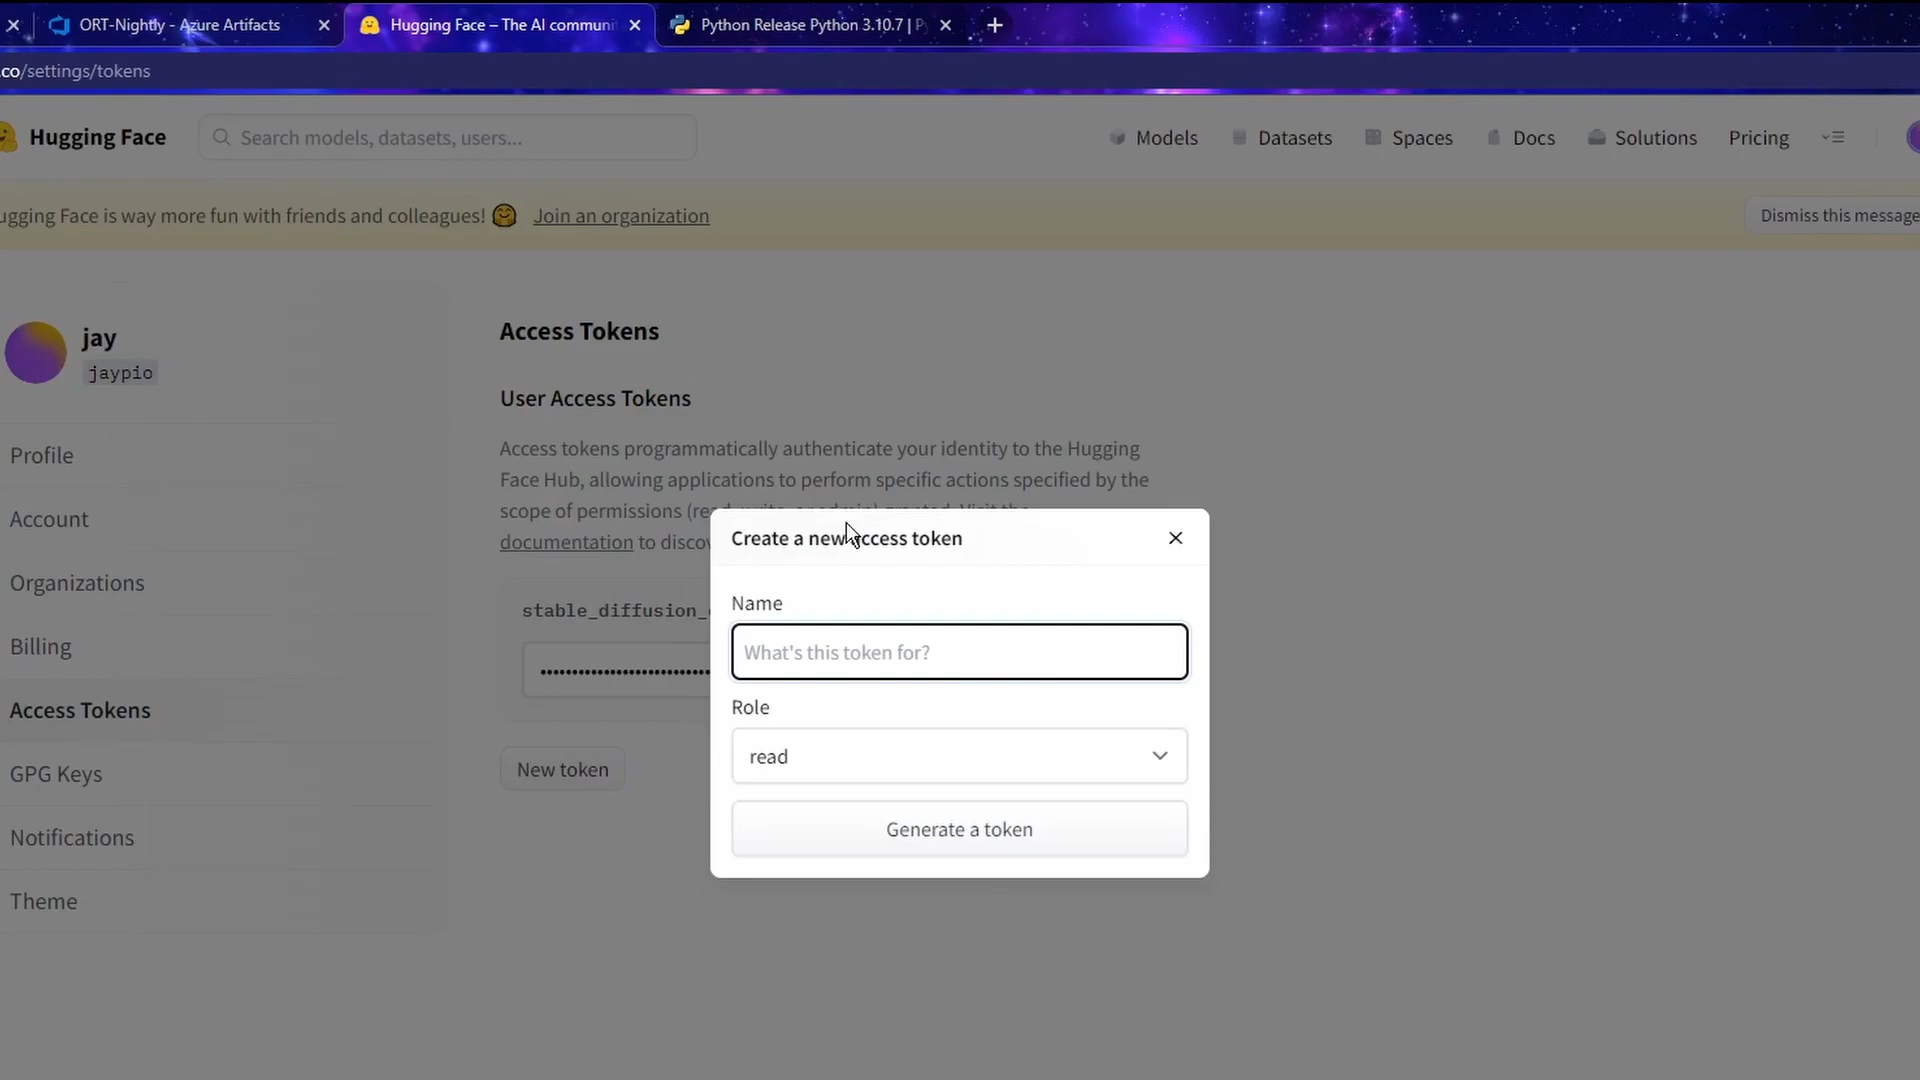 ORT-Nightly - Azure Artifacts
Hugging Face – The AI communi
Python Release Python 3.10.7 | P
.co/settings/tokens
Hugging Face
Search models, datasets, users...
Models
Datasets
Spaces
Docs
Solutions
Pricing
ugging Face is way more fun with friends and colleagues! 🤗 Join an organization
Dismiss this message
jay
jaypio
Profile
Account
Organizations
Billing
Access Tokens
GPG Keys
Notifications
Theme
Access Tokens
User Access Tokens
Access tokens programmatically authenticate your identity to the Hugging
Face Hub, allowing applications to perform specific actions specified by the
scope of permissions (read, write, or admin) granted. Visit the
documentation to discov
stable_diffusion_
New token
Create a new access token
Name
What's this token for?
Role
read
Generate a token